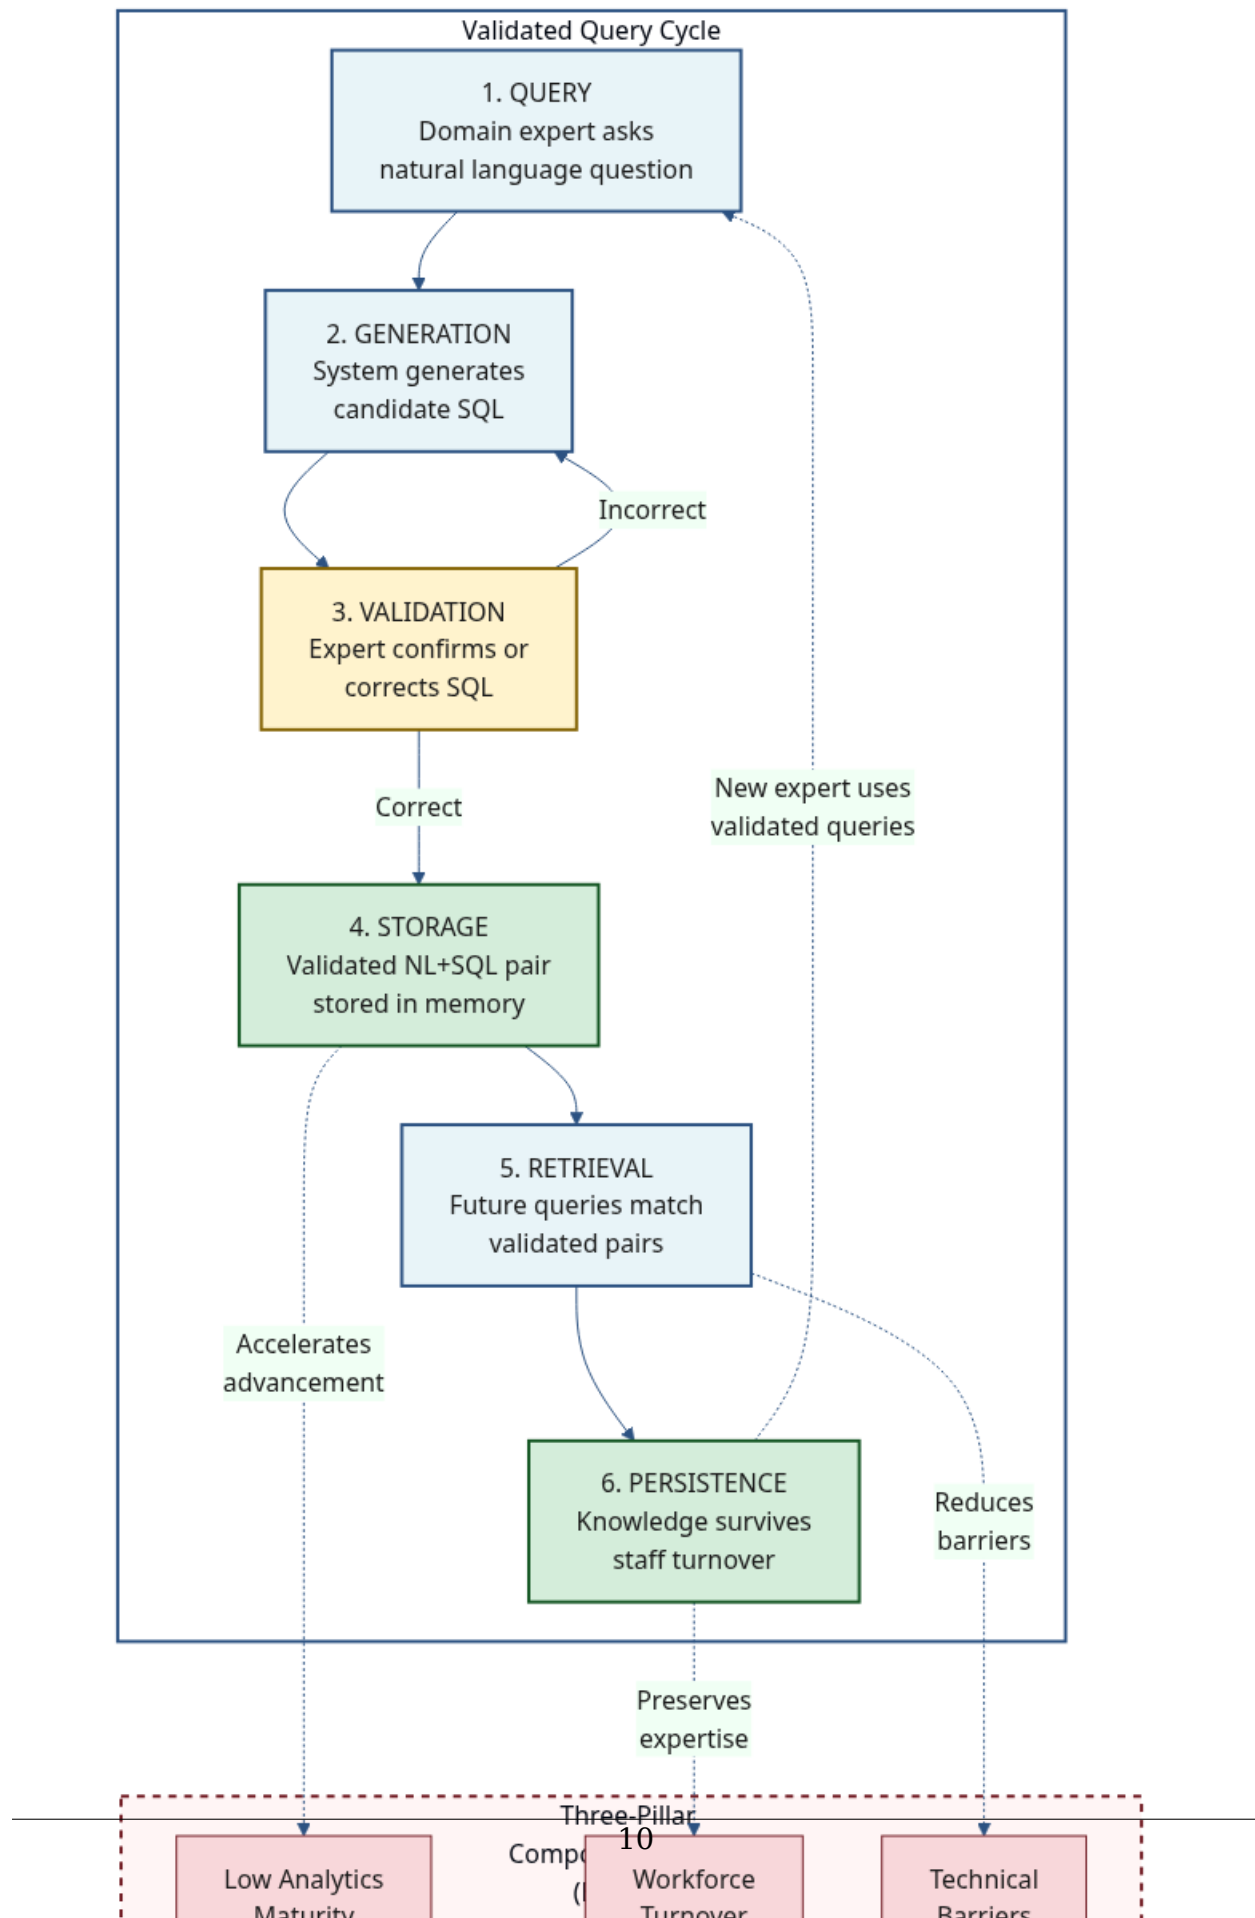 Validated Query Cycle
1. QUERY
Domain expert asks
natural language question
2. GENERATION
System generates
candidate SQL
Incorrect
3. VALIDATION
Expert confirms or
corrects SQL
New expert uses
validated queries
Correct
4. STORAGE
Validated NL+SQL pair
stored in memory
5. RETRIEVAL
Future queries match
validated pairs
Accelerates
advancement
6. PERSISTENCE
Knowledge survives
staff turnover
Reduces
barriers
Preserves
expertise
Three-Pillar
10
Low Analytics
Maturity
Workforce
Turnover
Technical
Barriers